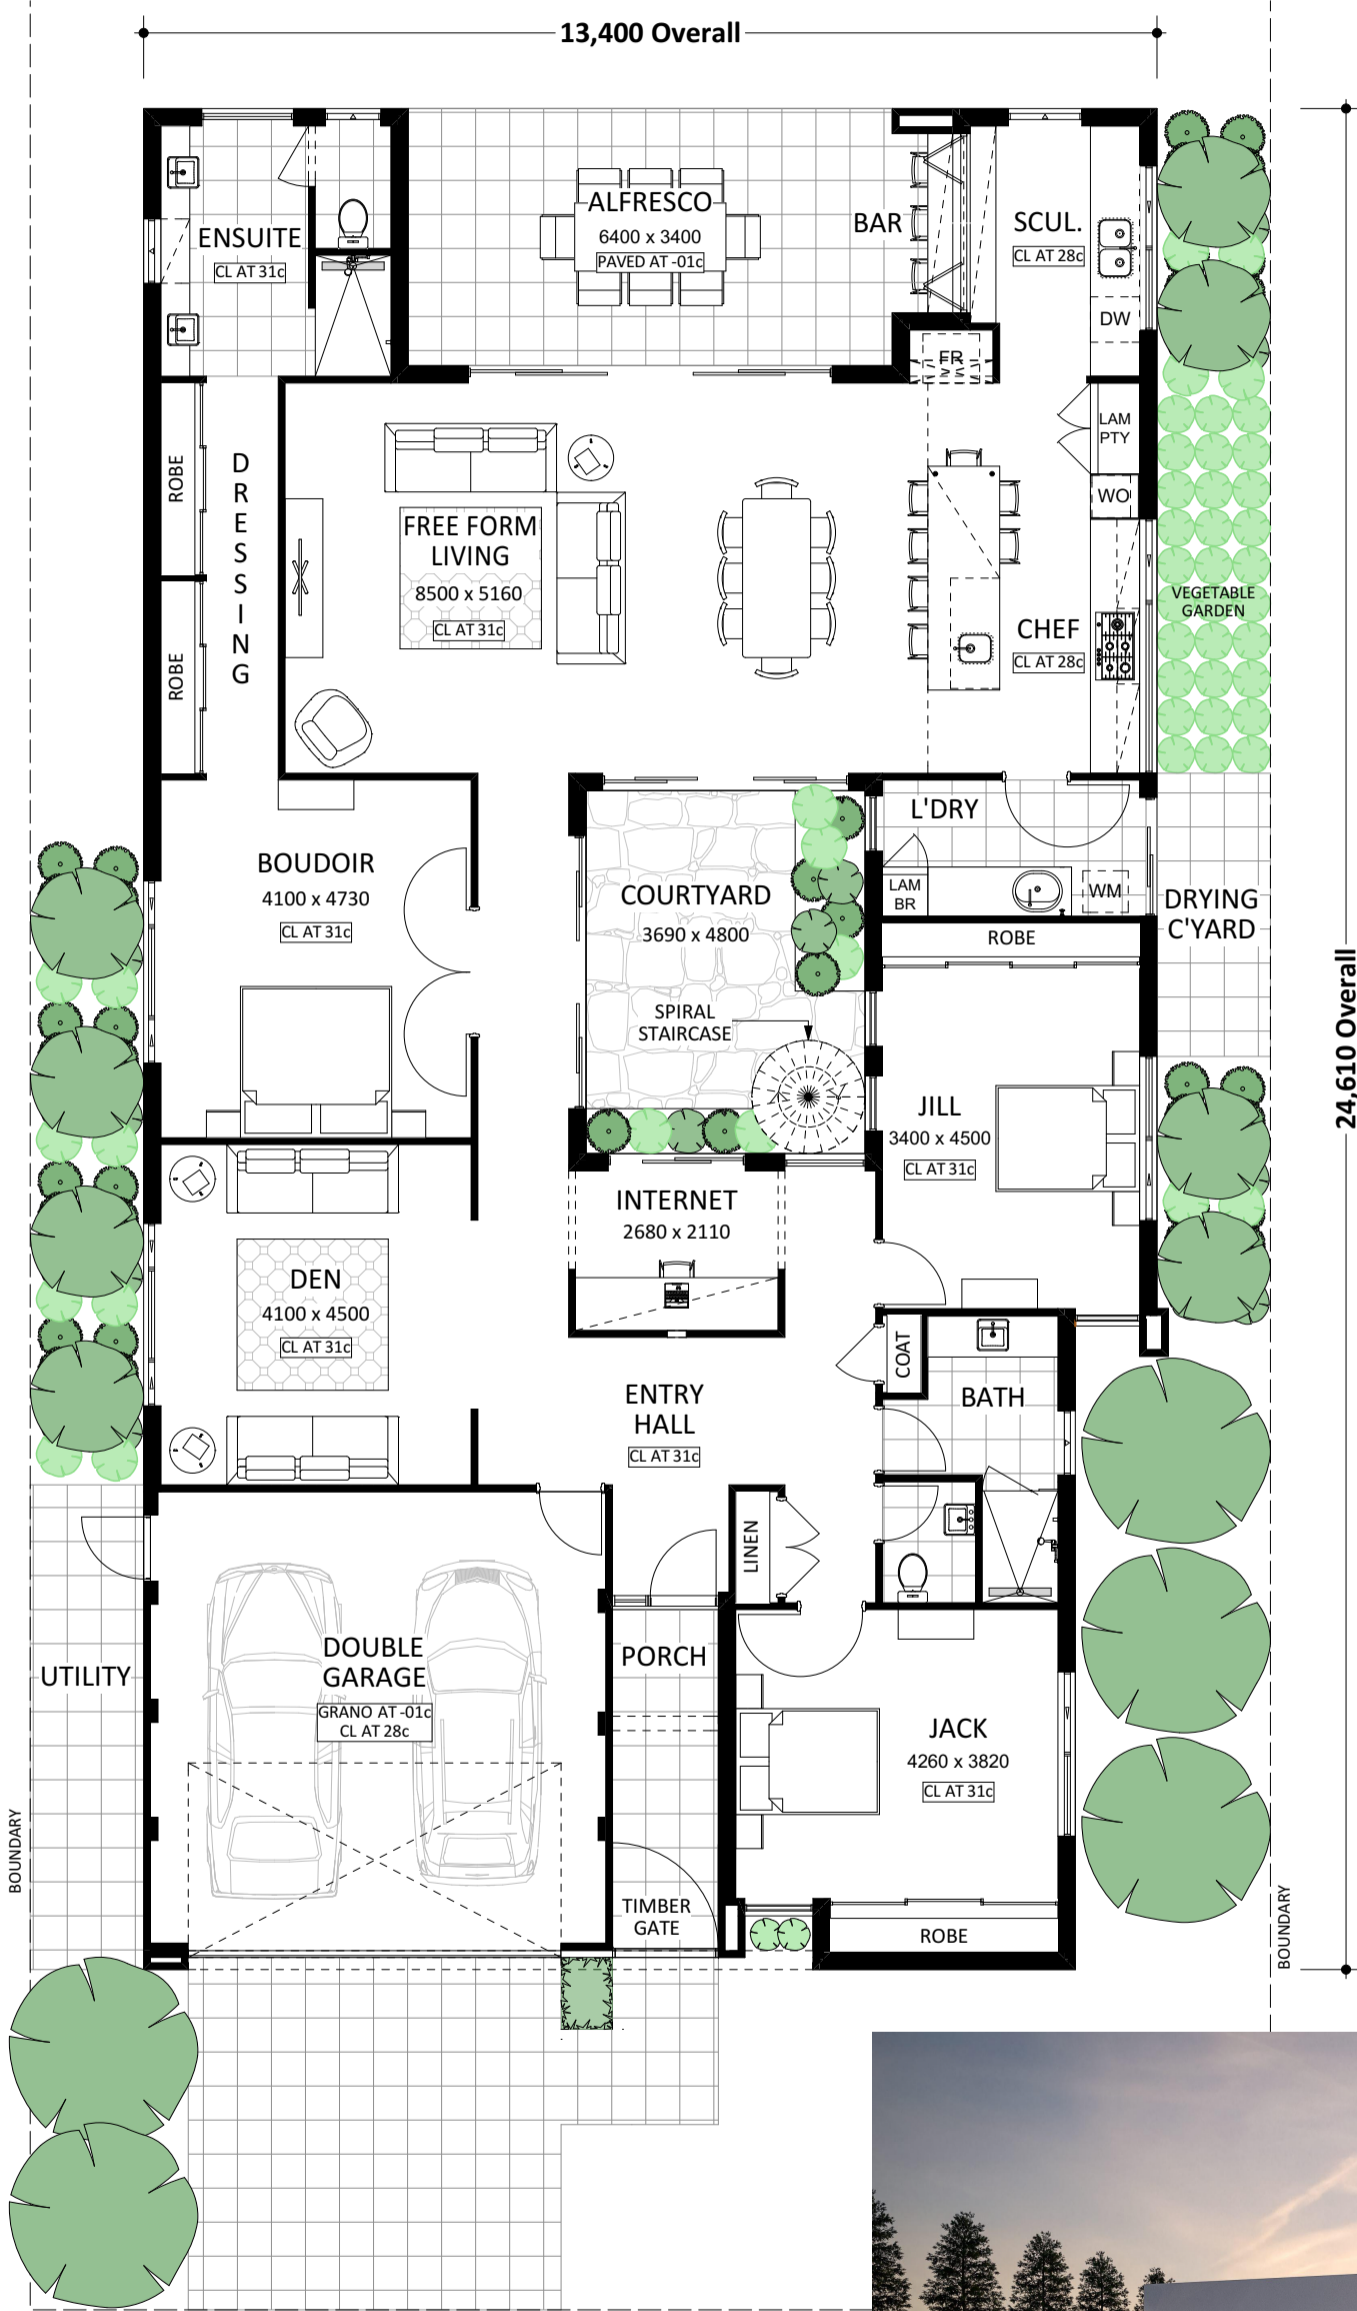 13,400 Overall
24,610 Overall
ENSUITE
CL AT 31c
ALFRESCO
6400 x 3400
PAVED AT -01c
BAR
SCUL.
CL AT 28c
DW
FR
LAM
PTY
WO
ROBE
ROBE
DRESSING
FREE FORM
LIVING
8500 x 5160
CL AT 31c
CHEF
CL AT 28c
VEGETABLE
GARDEN
BOUDOIR
4100 x 4730
CL AT 31c
COURTYARD
3690 x 4800
SPIRAL
STAIRCASE
L'DRY
LAM
BR
WM
DRYING
C'YARD
ROBE
JILL
3400 x 4500
CL AT 31c
INTERNET
2680 x 2110
DEN
4100 x 4500
CL AT 31c
ENTRY
HALL
CL AT 31c
COAT
BATH
LINEN
DOUBLE
GARAGE
GRANO AT -01c
CL AT 28c
UTILITY
PORCH
TIMBER
GATE
JACK
4260 x 3820
CL AT 31c
ROBE
BOUNDARY
BOUNDARY